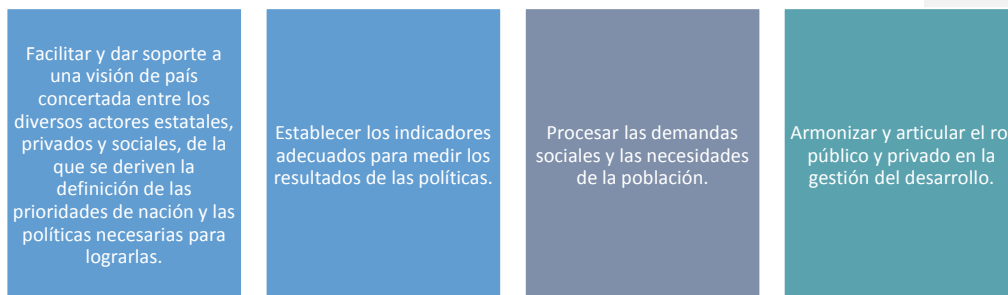 Facilitar y dar soporte a
una visión de país
concertada entre los
diversos actores estatales,
privados y sociales, de la
que se deriven la
definición de las
prioridades de nación y las
políticas necesarias para
lograrlas.
Establecer los indicadores
adecuados para medir los
resultados de las políticas.
Procesar las demandas
sociales y las necesidades
de la población.
Armonizar y articular el ro
público y privado en la
gestión del desarrollo.